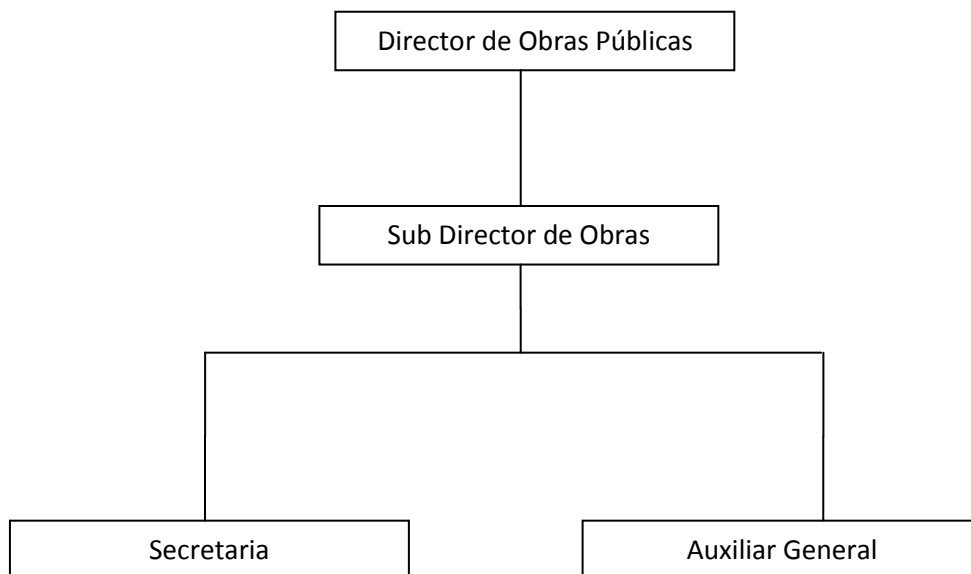 Director de Obras Públicas
Sub Director de Obras
Secretaria
Auxiliar General